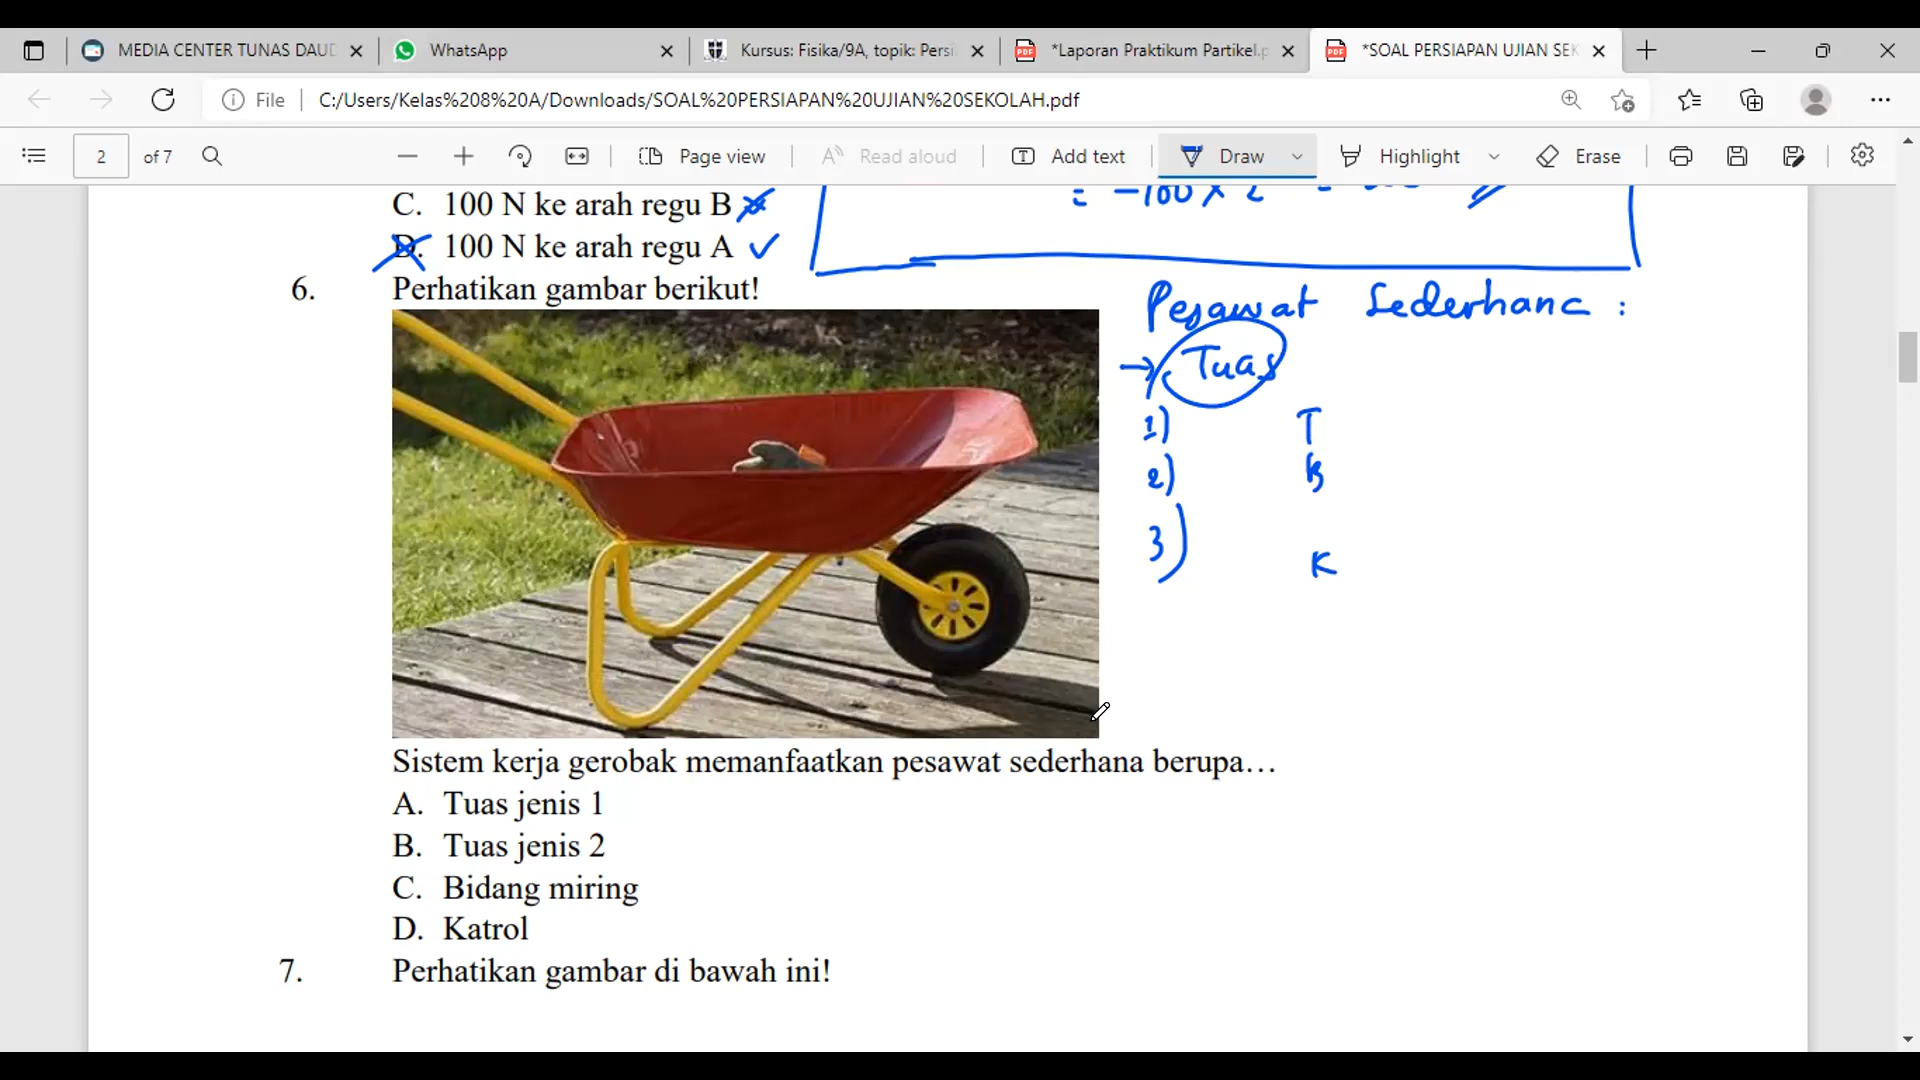 MEDIA CENTER TUNAS DAUD
WhatsApp
Kursus: Fisika/9A, topik: Persi
*Laporan Praktikum Partikel.p
*SOAL PERSIAPAN UJIAN SEK
File
C:/Users/Kelas%208%20A/Downloads/SOAL%20PERSIAPAN%20UJIAN%20SEKOLAH.pdf
2 of 7
Page view
Read aloud
Add text
Draw
Highlight
Erase
C. 100 N ke arah regu B
D. 100 N ke arah regu A
= -100 x 2
6. Perhatikan gambar berikut!
Pesawat Sederhana :
→ Tuas
1) T
2) B
3) K
Sistem kerja gerobak memanfaatkan pesawat sederhana berupa…
A. Tuas jenis 1
B. Tuas jenis 2
C. Bidang miring
D. Katrol
7. Perhatikan gambar di bawah ini!